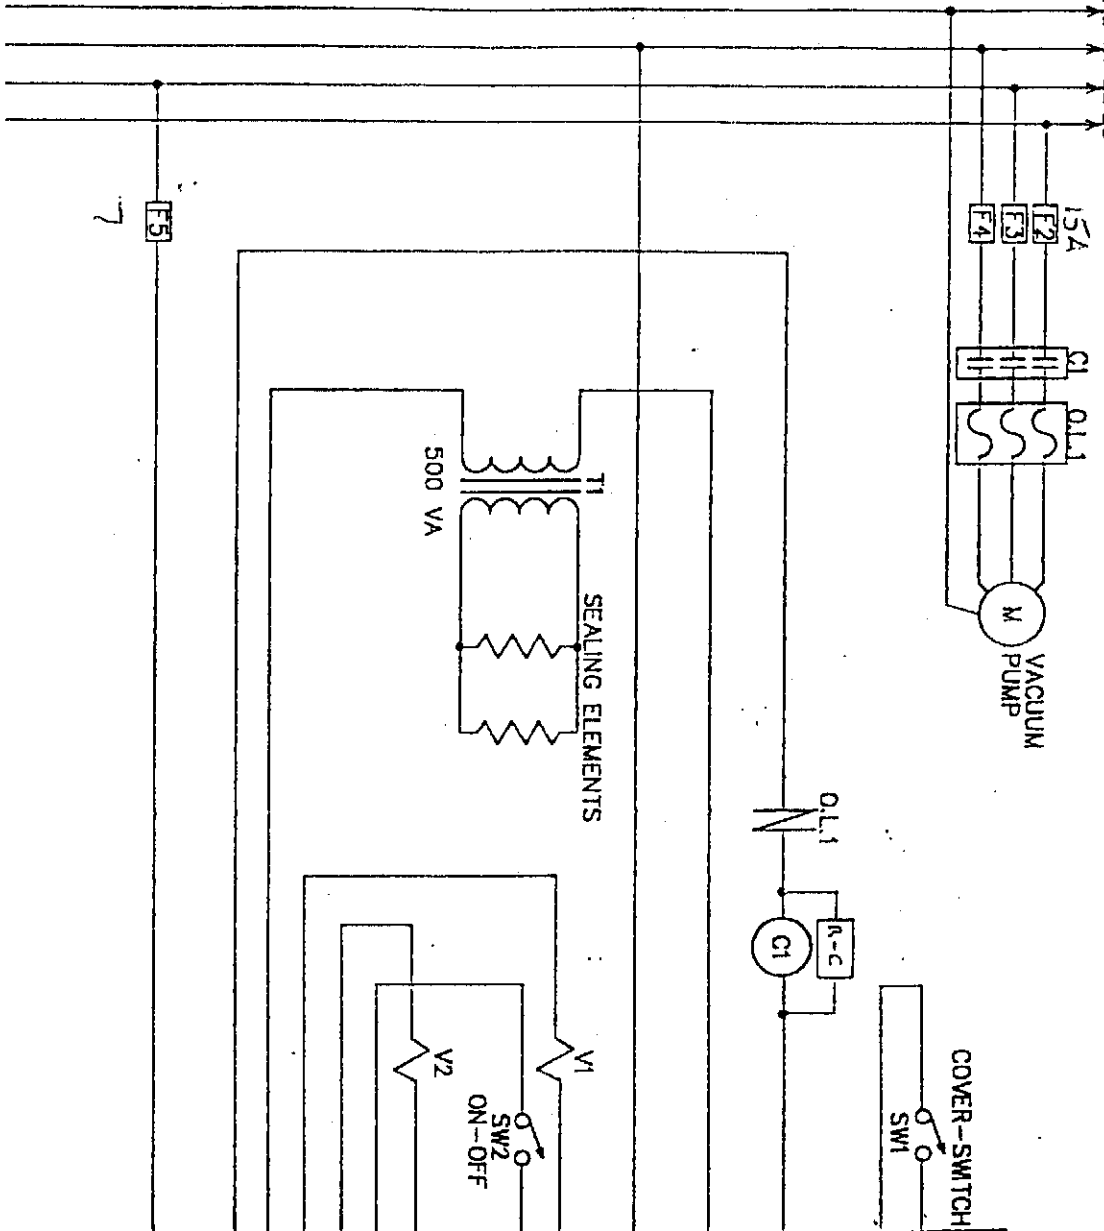 15A
F2
F3
F4
C1
O.L.1
M
VACUUM
PUMP
COVER-SWITCH
SW1
O.L.1
R-C
C1
T1
500 VA
SEALING ELEMENTS
V1
SW2
ON-OFF
V2
F5
7